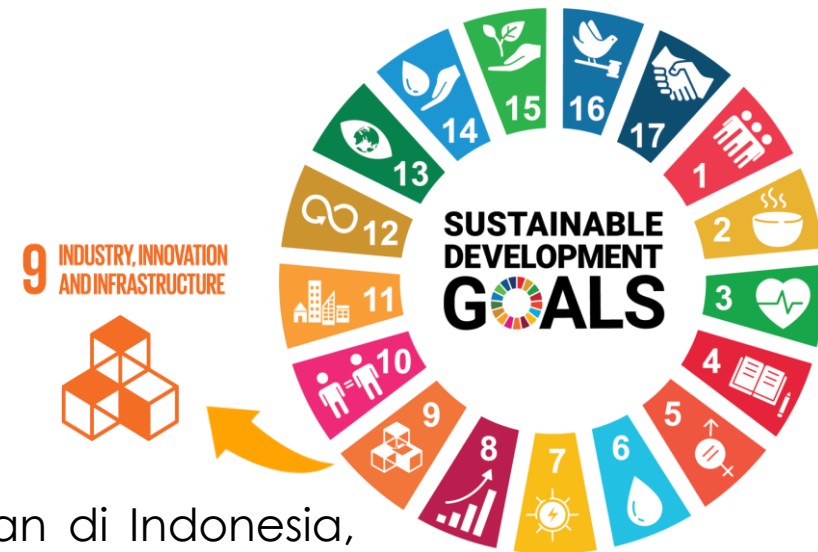 15
16
14
17
13
1
12
SUSTAINABLE
DEVELOPMENT
GOALS
2
9 INDUSTRY, INNOVATION
AND INFRASTRUCTURE
11
3
10
4
9
5
8
7
6
an di Indonesia,